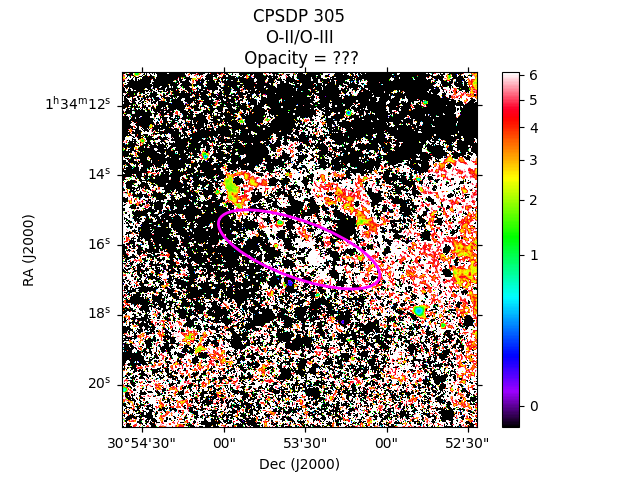 CPSDP 305
O-II/O-III
Opacity = ???
1ʰ34ᵐ12ˢ
14ˢ
16ˢ
18ˢ
20ˢ
RA (J2000)
30°54'30" 00" 53'30" 00" 52'30"
Dec (J2000)
6
5
4
3
2
1
0